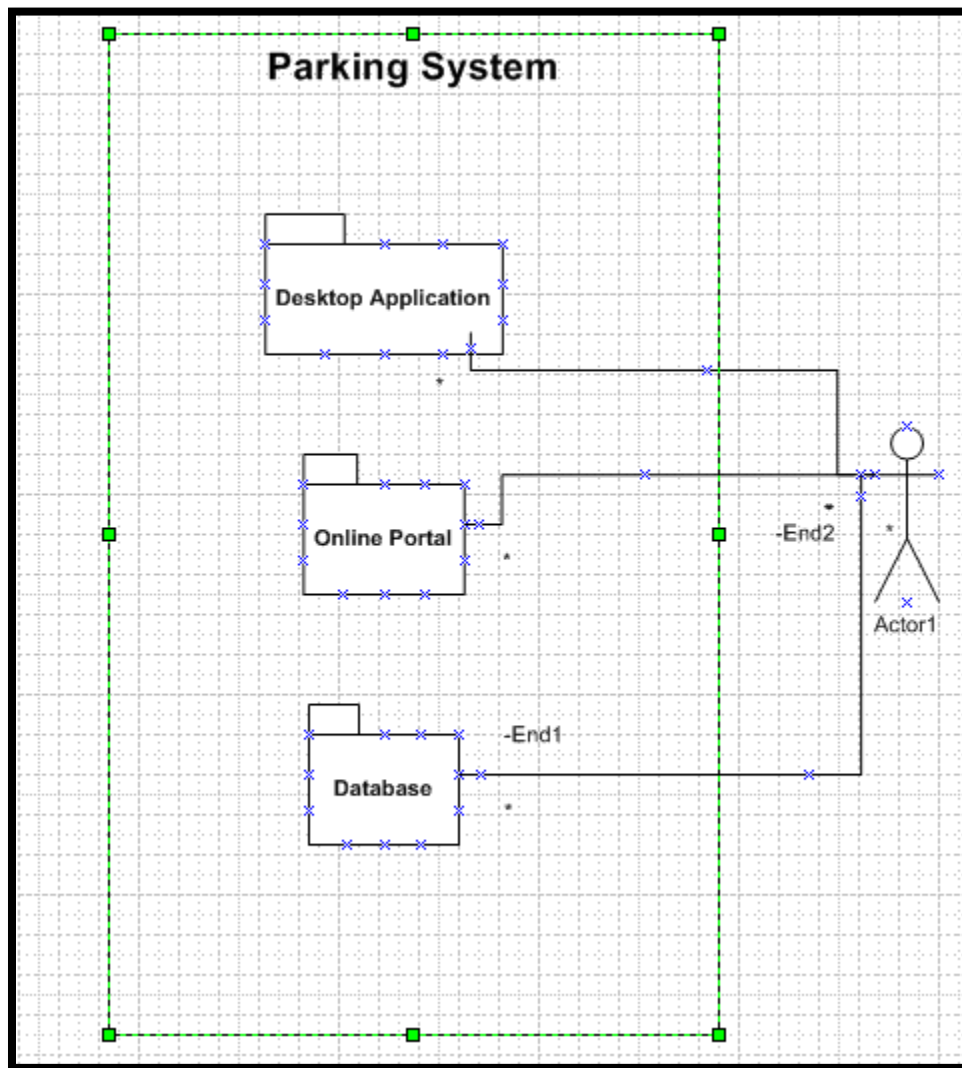 Parking System
Desktop Application
*
Online Portal
*
*
-End2
*
Actor1
-End1
Database
*